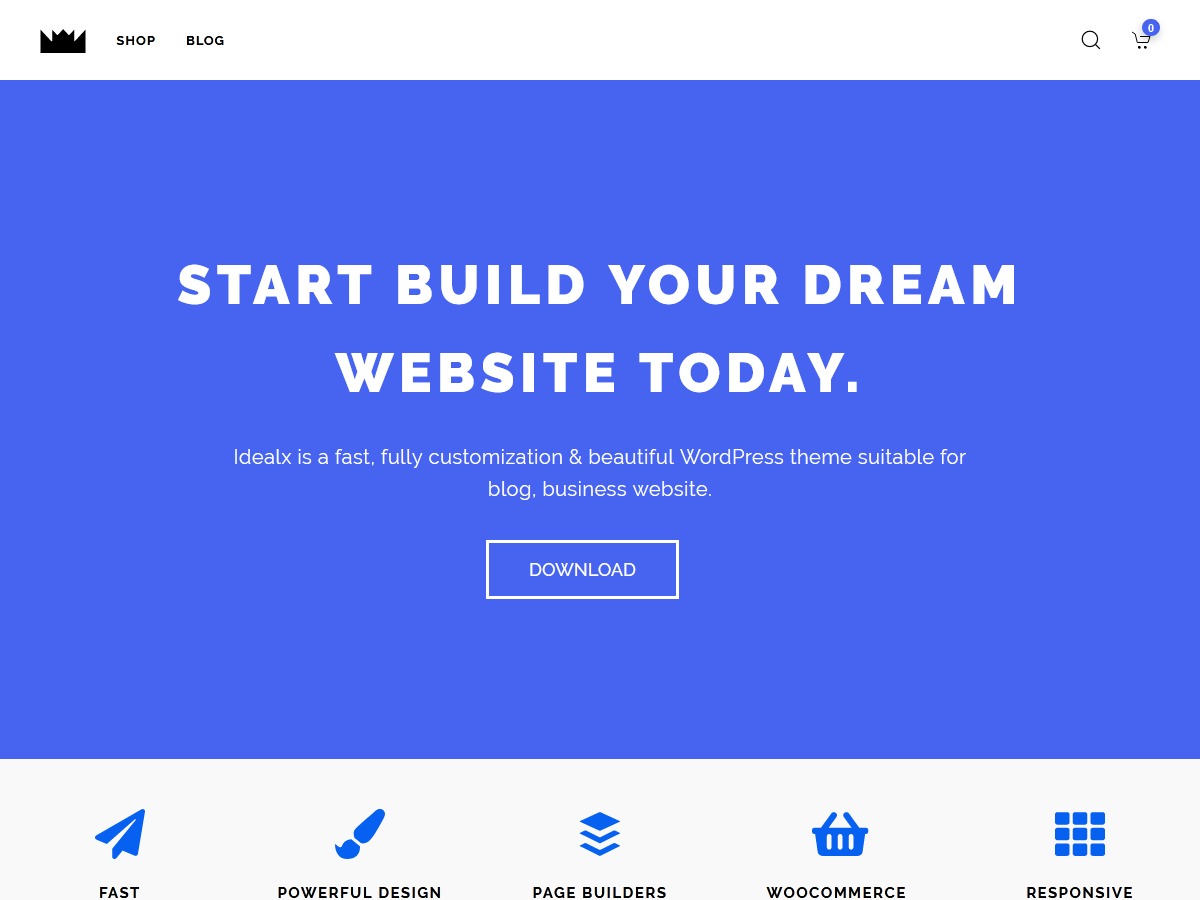 SHOP BLOG 0
START BUILD YOUR DREAM
WEBSITE TODAY.
Idealx is a fast, fully customization & beautiful WordPress theme suitable for
blog, business website.
DOWNLOAD
FAST POWERFUL DESIGN PAGE BUILDERS WOOCOMMERCE RESPONSIVE